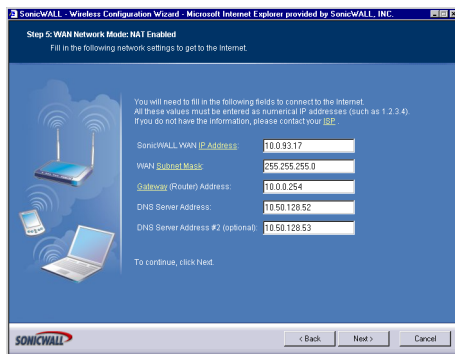 SonicWALL - Wireless Configuration Wizard - Microsoft Internet Explorer provided by SonicWALL, INC.
Step 5: WAN Network Mode: NAT Enabled
Fill in the following network settings to get to the Internet.
You will need to fill in the following fields to connect to the Internet.
All these values must be entered as numerical IP addresses (such as 1.2.3.4).
If you do not have the information, please contact your ISP .
SonicWALL WAN IP Address: 10.0.93.17
WAN Subnet Mask: 255.255.255.0
Gateway (Router) Address: 10.0.0.254
DNS Server Address: 10.50.128.52
DNS Server Address #2 (optional): 10.50.128.53
To continue, click Next.
SONICWALL
< Back Next > Cancel